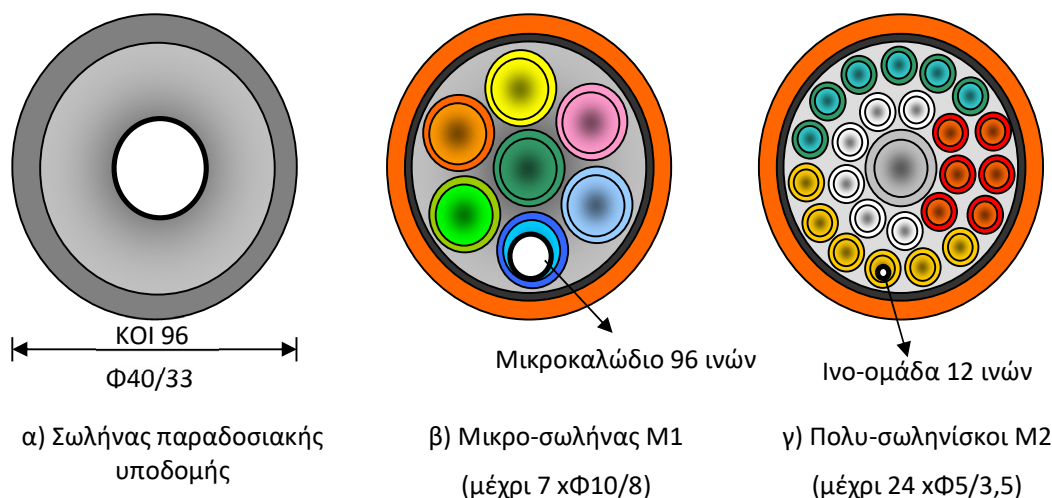 ΚΟΙ 96
Φ40/33
Μικροκαλώδιο 96 ινών
Ινο-ομάδα 12 ινών
α) Σωλήνας παραδοσιακής
υποδομής
β) Μικρο-σωλήνας Μ1
(μέχρι 7 xΦ10/8)
γ) Πολυ-σωληνίσκοι Μ2
(μέχρι 24 xΦ5/3,5)